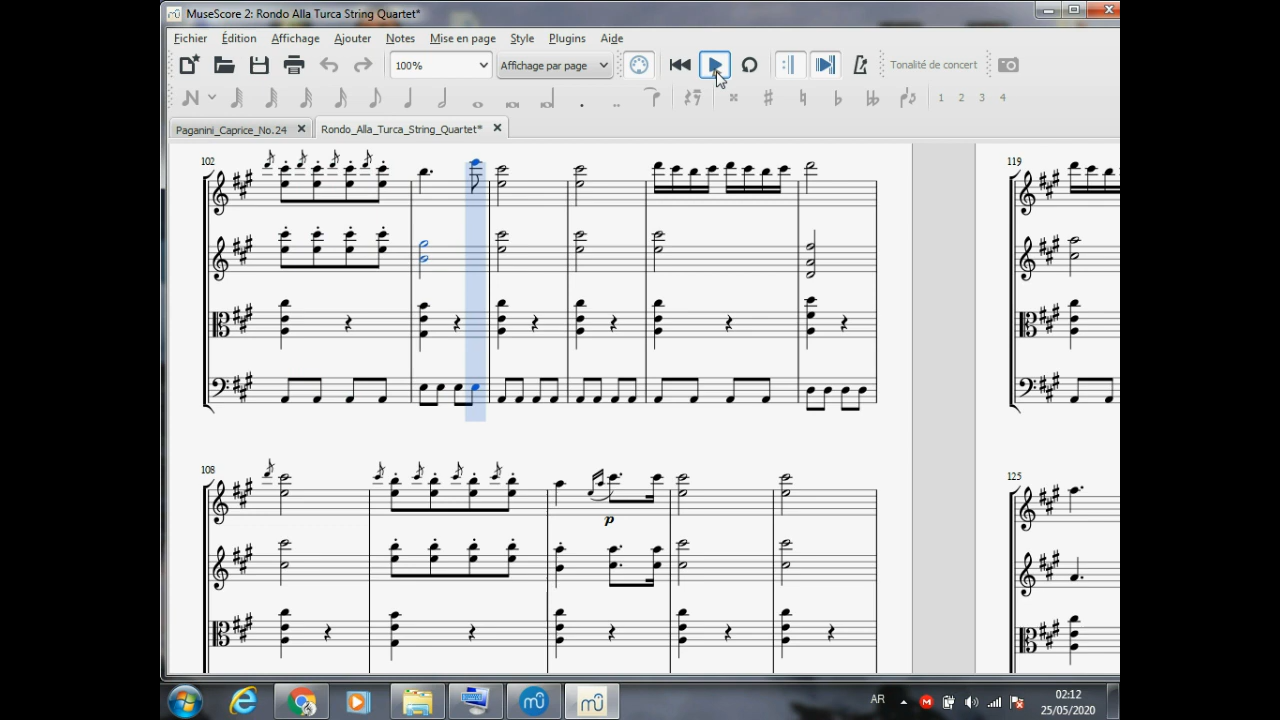 MuseScore 2: Rondo Alla Turca String Quartet*
Fichier Édition Affichage Ajouter Notes Mise en page Style Plugins Aide
100% Affichage par page Tonalité de concert
1 2 3 4
Paganini_Caprice_No.24 Rondo_Alla_Turca_String_Quartet*
102 119
108 125
p
AR 02:12
25/05/2020